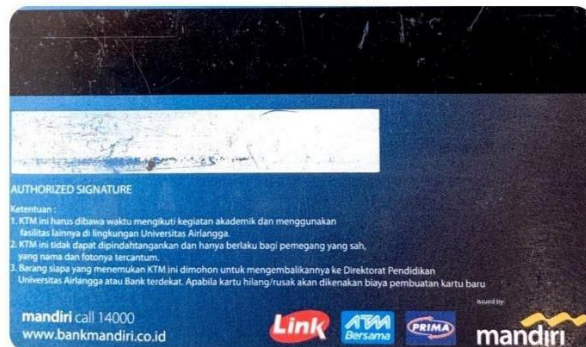 AUTHORIZED SIGNATURE
Ketentuan :
1. KTM ini harus dibawa waktu mengikuti kegiatan akademik dan menggunakan
fasilitas lainnya di lingkungan Universitas Airlangga.
2. KTM ini tidak dapat dipindahtangankan dan hanya berlaku bagi pemegang yang sah,
yang nama dan fotonya tercantum.
3. Barang siapa yang menemukan KTM ini dimohon untuk mengembalikannya ke Direktorat Pendidikan
Universitas Airlangga atau Bank terdekat. Apabila kartu hilang/rusak akan dikenakan biaya pembuatan kartu baru
issued by:
mandiri call 14000
www.bankmandiri.co.id
Link
ATM
Bersama
PRIMA
mandiri